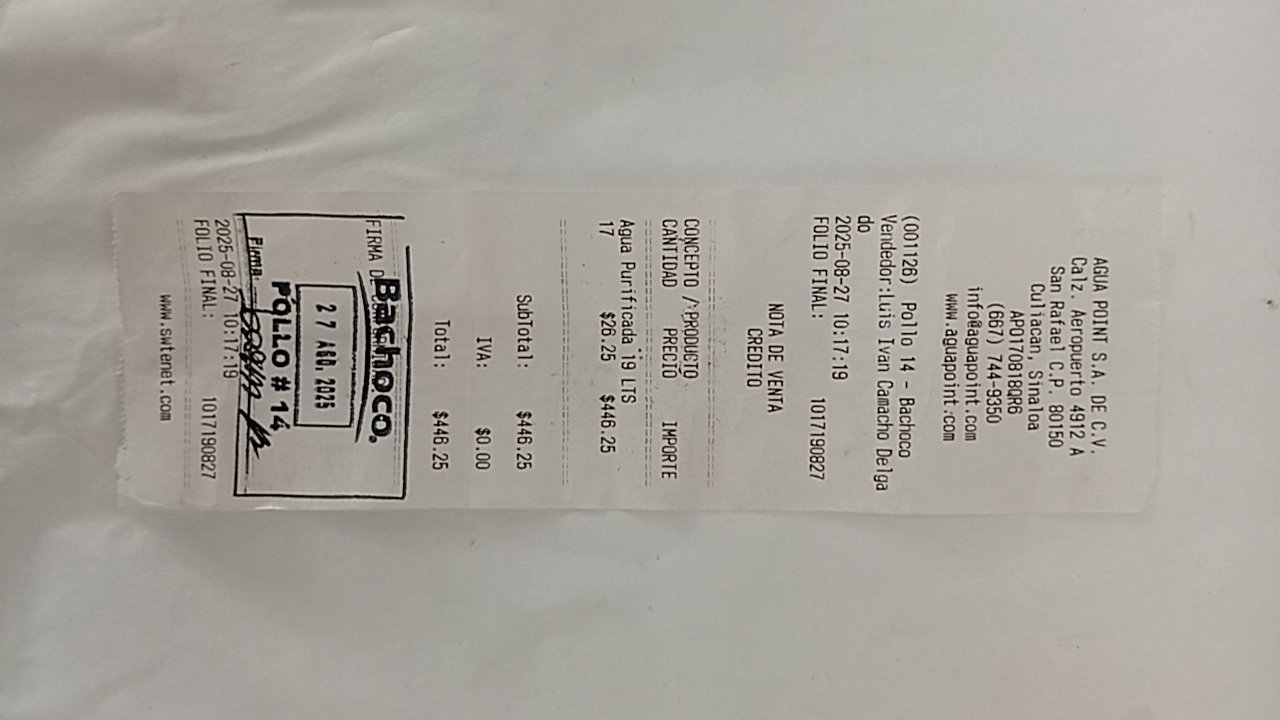 AGUA POINT S.A. DE C.V.
Calz. Aeropuerto 4912 A
San Rafael C.P. 80150
Culiacan, Sinaloa
APO170818QR6
(667) 744-9350
info@aguapoint.com
www.aguapoint.com
(001126) Pollo 14 - Bachoco
Vendedor:Luis Ivan Camacho Delga
do
2025-08-27 10:17:19
FOLIO FINAL: 1017190827
NOTA DE VENTA
CREDITO
CONCEPTO / PRODUCTO
CANTIDAD PRECIO IMPORTE
Agua Purificada 19 LTS
17 $26.25 $446.25
SubTotal: $446.25
IVA: $0.00
Total: $446.25
FIRMA
Bachoco.
27 AGO. 2025
POLLO # 14
Firma:
2025-08-27 10:17:19
FOLIO FINAL: 1017190827
www.swtenet.com